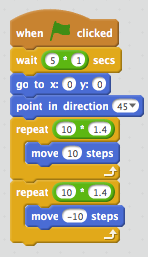 when clicked
wait 5 * 1 secs
go to x: 0 y: 0
point in direction 45
repeat 10 * 1.4
move 10 steps
repeat 10 * 1.4
move -10 steps